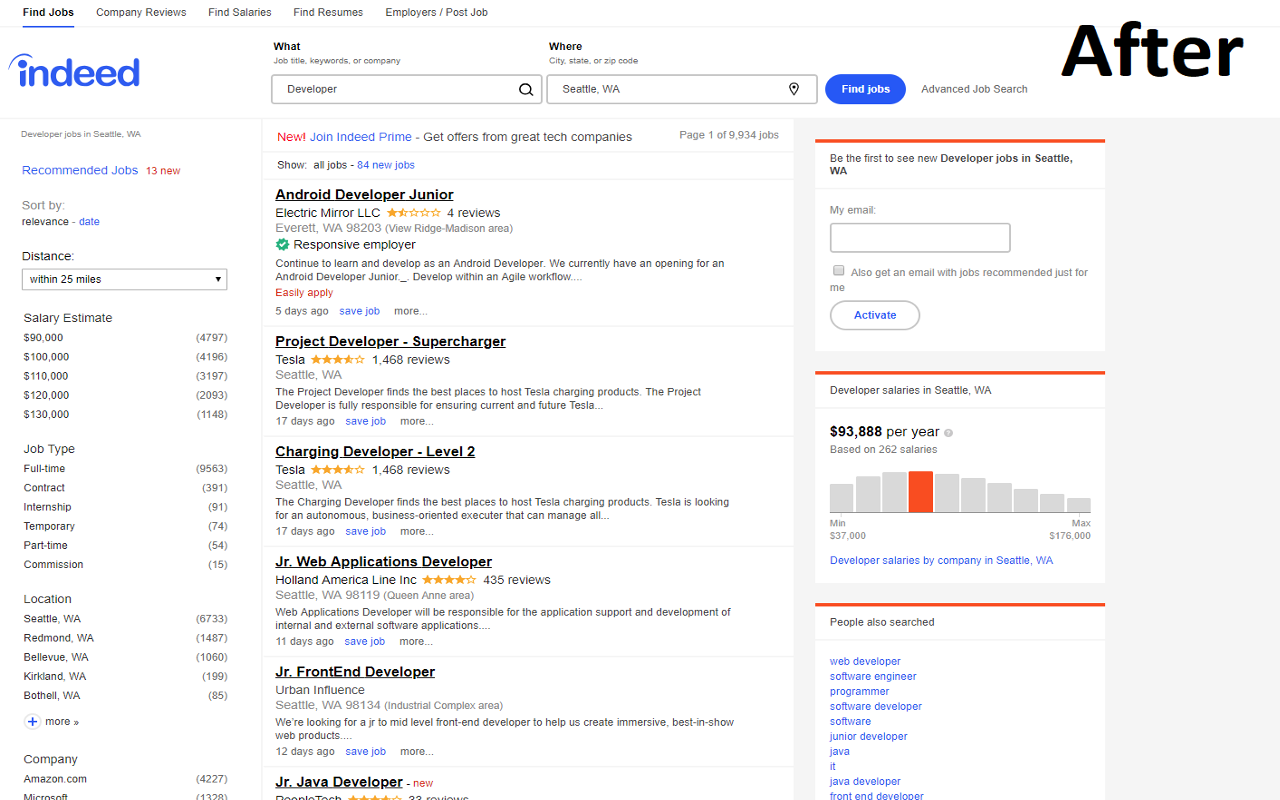 Find Jobs Company Reviews Find Salaries Find Resumes Employers / Post Job
After
indeed
What
Job title, keywords, or company
Developer
Where
City, state, or zip code
Seattle, WA
Find jobs
Advanced Job Search
Developer jobs in Seattle, WA
Recommended Jobs 13 new
Sort by:
relevance - date
Distance:
within 25 miles
Salary Estimate
$90,000 (4797)
$100,000 (4196)
$110,000 (3197)
$120,000 (2093)
$130,000 (1148)
Job Type
Full-time (9563)
Contract (391)
Internship (91)
Temporary (74)
Part-time (54)
Commission (15)
Location
Seattle, WA (6733)
Redmond, WA (1487)
Bellevue, WA (1060)
Kirkland, WA (199)
Bothell, WA (85)
more »
Company
Amazon.com (4227)
Microsoft (1328)
New! Join Indeed Prime - Get offers from great tech companies
Page 1 of 9,934 jobs
Show: all jobs - 84 new jobs
Android Developer Junior
Electric Mirror LLC 4 reviews
Everett, WA 98203 (View Ridge-Madison area)
Responsive employer
Continue to learn and develop as an Android Developer. We currently have an opening for an
Android Developer Junior._. Develop within an Agile workflow....
Easily apply
5 days ago save job more...
Project Developer - Supercharger
Tesla 1,468 reviews
Seattle, WA
The Project Developer finds the best places to host Tesla charging products. The Project
Developer is fully responsible for ensuring current and future Tesla...
17 days ago save job more...
Charging Developer - Level 2
Tesla 1,468 reviews
Seattle, WA
The Charging Developer finds the best places to host Tesla charging products. Tesla is looking
for an autonomous, business-oriented executer that can manage all...
17 days ago save job more...
Jr. Web Applications Developer
Holland America Line Inc 435 reviews
Seattle, WA 98119 (Queen Anne area)
Web Applications Developer will be responsible for the application support and development of
internal and external software applications....
11 days ago save job more...
Jr. FrontEnd Developer
Urban Influence
Seattle, WA 98134 (Industrial Complex area)
We're looking for a jr to mid level front-end developer to help us create immersive, best-in-show
web products....
12 days ago save job more...
Jr. Java Developer - new
PeopleTech 33 reviews
Be the first to see new Developer jobs in Seattle,
WA
My email:
Also get an email with jobs recommended just for
me
Activate
Developer salaries in Seattle, WA
$93,888 per year ?
Based on 262 salaries
Min Max
$37,000 $176,000
Developer salaries by company in Seattle, WA
People also searched
web developer
software engineer
programmer
software developer
software
junior developer
java
it
java developer
front end developer